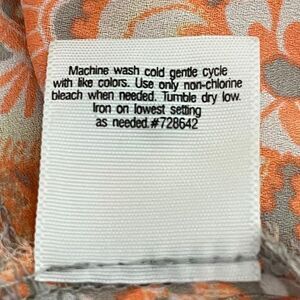 Machine wash cold gentle cycle
with like colors. Use only non-chlorine
bleach when needed. Tumble dry low.
Iron on lowest setting
as needed.#728642